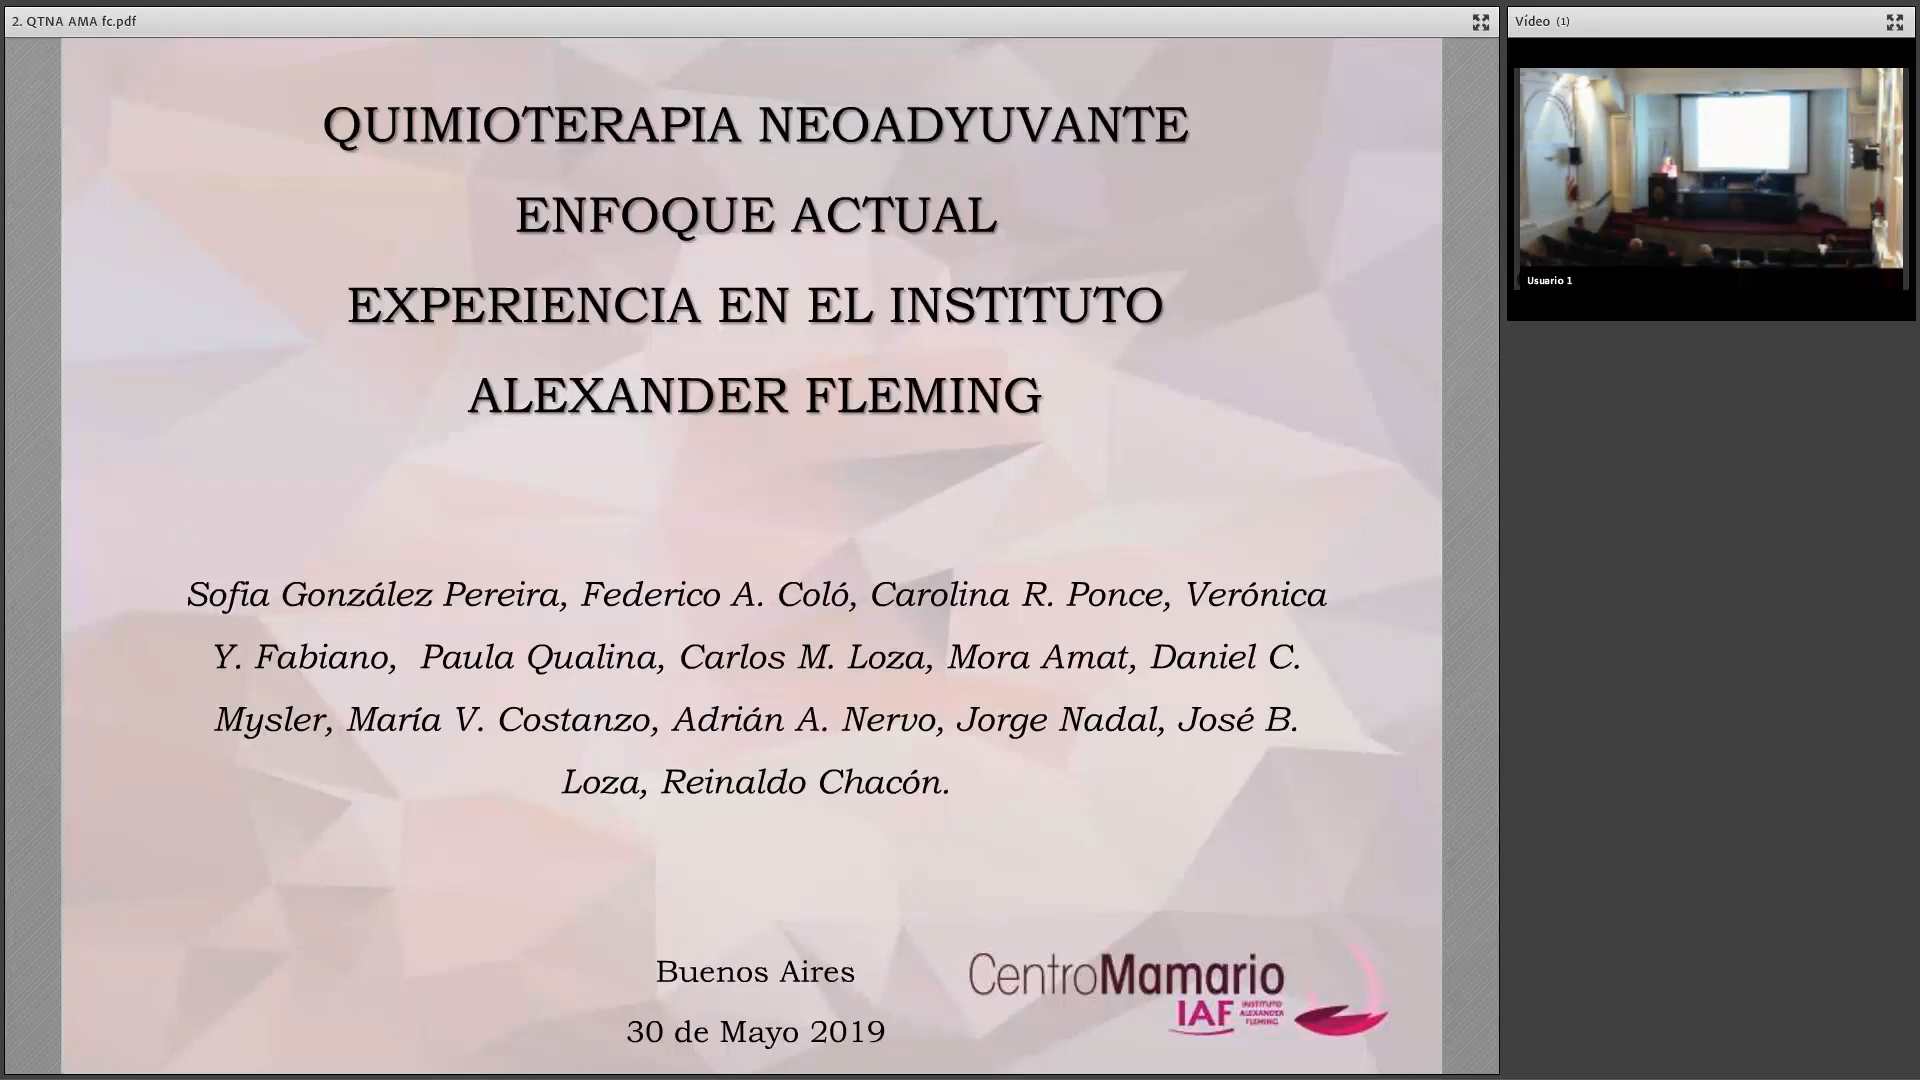 2. QTNA AMA fc.pdf
Vídeo (1)
QUIMIOTERAPIA NEOADYUVANTE
ENFOQUE ACTUAL
EXPERIENCIA EN EL INSTITUTO
ALEXANDER FLEMING
Sofia González Pereira, Federico A. Coló, Carolina R. Ponce, Verónica
Y. Fabiano, Paula Qualina, Carlos M. Loza, Mora Amat, Daniel C.
Mysler, María V. Costanzo, Adrián A. Nervo, Jorge Nadal, José B.
Loza, Reinaldo Chacón.
Buenos Aires
30 de Mayo 2019
CentroMamario
IAF INSTITUTO
ALEXANDER
FLEMING
Usuario 1